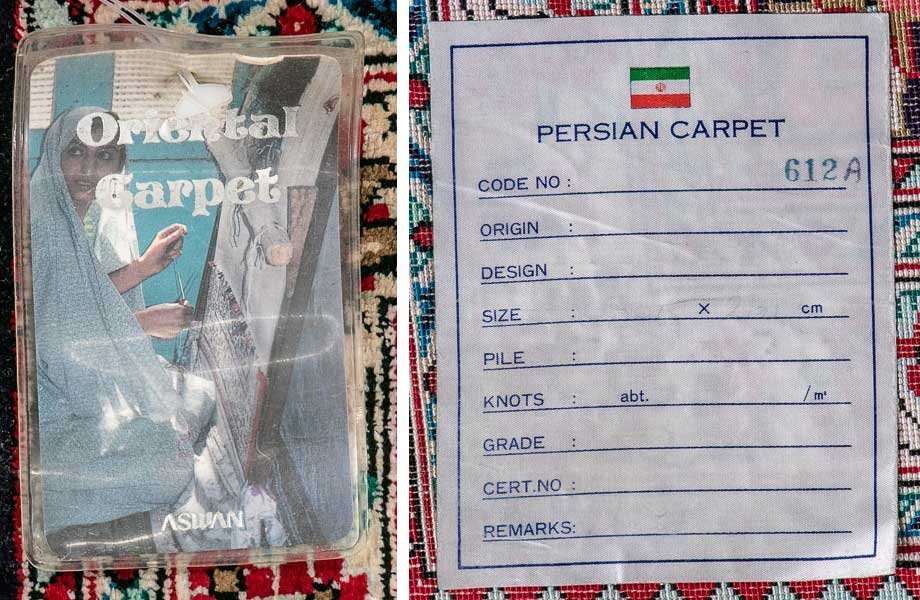 Oriental
Carpet
ASWAN
PERSIAN CARPET
CODE NO : 612A
ORIGIN :
DESIGN :
SIZE : × cm
PILE :
KNOTS : abt. /㎡
GRADE :
CERT.NO :
REMARKS: